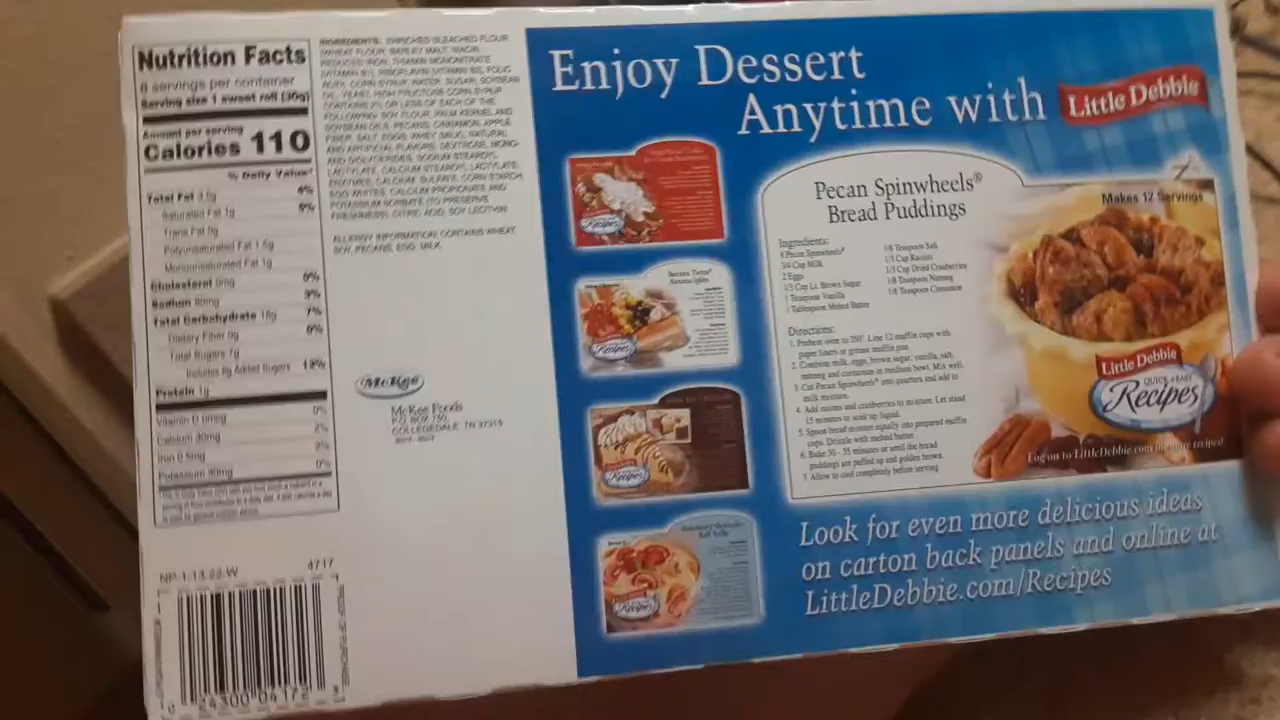 Nutrition Facts
8 servings per container
Serving size 1 sweet roll (30g)
Amount per serving
Calories 110
% Daily Value*
Total Fat 3.5g 4%
Saturated Fat 1g 5%
Trans Fat 0g
Polyunsaturated Fat 1.5g
Monounsaturated Fat 1g
Cholesterol 0mg 0%
Sodium 80mg 3%
Total Carbohydrate 18g 7%
Dietary Fiber 0g 0%
Total Sugars 7g
Includes 6g Added Sugars 12%
Protein 1g
Vitamin D 0mcg 0%
Calcium 30mg 2%
Iron 0.5mg 2%
Potassium 30mg 0%
INGREDIENTS: ENRICHED BLEACHED FLOUR
(WHEAT FLOUR, BARLEY MALT, NIACIN,
REDUCED IRON, THIAMIN MONONITRATE
(VITAMIN B1), RIBOFLAVIN (VITAMIN B2), FOLIC
ACID), CORN SYRUP, WATER, SUGAR, SOYBEAN
OIL, YEAST, HIGH FRUCTOSE CORN SYRUP.
CONTAINS 2% OR LESS OF EACH OF THE
FOLLOWING: SOY FLOUR, PALM KERNEL AND
SOYBEAN OILS, PECANS, CINNAMON, APPLE
FIBER, SALT, EGGS, WHEY (MILK), NATURAL
AND ARTIFICIAL FLAVORS, DEXTROSE, MONO-
AND DIGLYCERIDES, SODIUM STEAROYL
LACTYLATE, CALCIUM STEAROYL LACTYLATE,
ENZYMES, CALCIUM SULFATE, CORN STARCH,
EGG WHITES, CALCIUM PROPIONATE AND
POTASSIUM SORBATE (TO PRESERVE
FRESHNESS), CITRIC ACID, SOY LECITHIN.
ALLERGY INFORMATION: CONTAINS WHEAT,
SOY, PECANS, EGG, MILK.
McKee
McKee Foods
P.O. BOX 750,
COLLEGEDALE, TN 37315
NP-1-13-22-W 4717
0 24300 04172
Enjoy Dessert
Anytime with Little Debbie
Pecan Spinwheels®
Bread Puddings
Makes 12 Servings
Ingredients:
8 Pecan Spinwheels®
3/4 Cup Milk
2 Eggs
1/3 Cup Lt. Brown Sugar
1 Teaspoon Vanilla
1 Tablespoon Melted Butter
1/8 Teaspoon Salt
1/3 Cup Raisins
1/3 Cup Dried Cranberries
1/8 Teaspoon Nutmeg
1/8 Teaspoon Cinnamon
Directions:
1. Preheat oven to 350°. Line 12 muffin cups with
paper liners or grease muffin pan.
2. Combine milk, eggs, brown sugar, vanilla, salt,
nutmeg and cinnamon in medium bowl. Mix well.
3. Cut Pecan Spinwheels® into quarters and add to
milk mixture.
4. Add raisins and cranberries to mixture. Let stand
15 minutes to soak up liquid.
5. Spoon bread mixture equally into prepared muffin
cups. Drizzle with melted butter.
6. Bake 30 - 35 minutes or until the bread
puddings are puffed up and golden brown.
7. Allow to cool completely before serving
Little Debbie
QUICK & EASY
Recipes
Log on to LittleDebbie.com for more recipes!
Recipes
Banana Twins®
Banana Splits
Recipes
Recipes
Recipes
Look for even more delicious ideas
on carton back panels and online at
LittleDebbie.com/Recipes